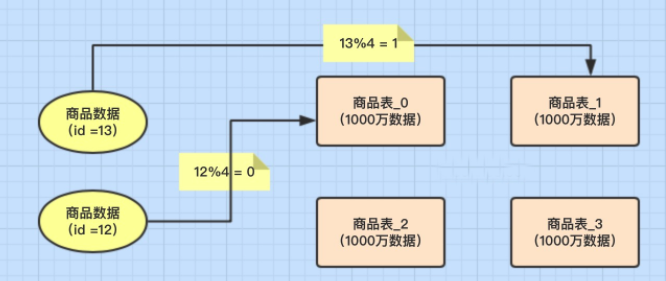 13%4 = 1
商品数据
（id =13）
商品表_0
（1000万数据）
商品表_1
（1000万数据）
12%4 = 0
商品数据
（id =12）
商品表_2
（1000万数据）
商品表_3
（1000万数据）